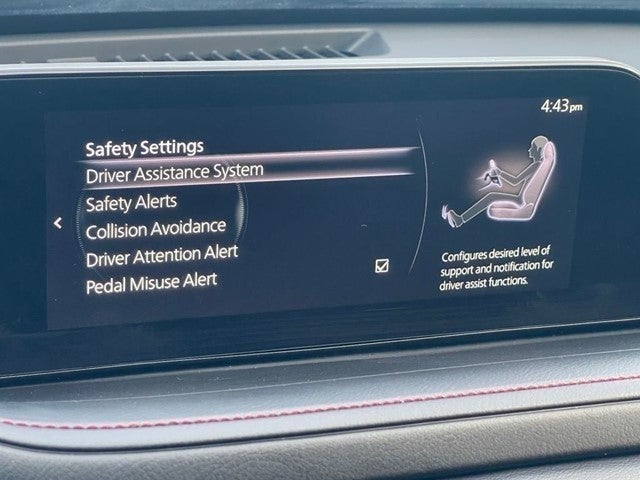 4:43pm
Safety Settings
Driver Assistance System
Safety Alerts
Collision Avoidance
Driver Attention Alert
Pedal Misuse Alert
Configures desired level of
support and notification for
driver assist functions.